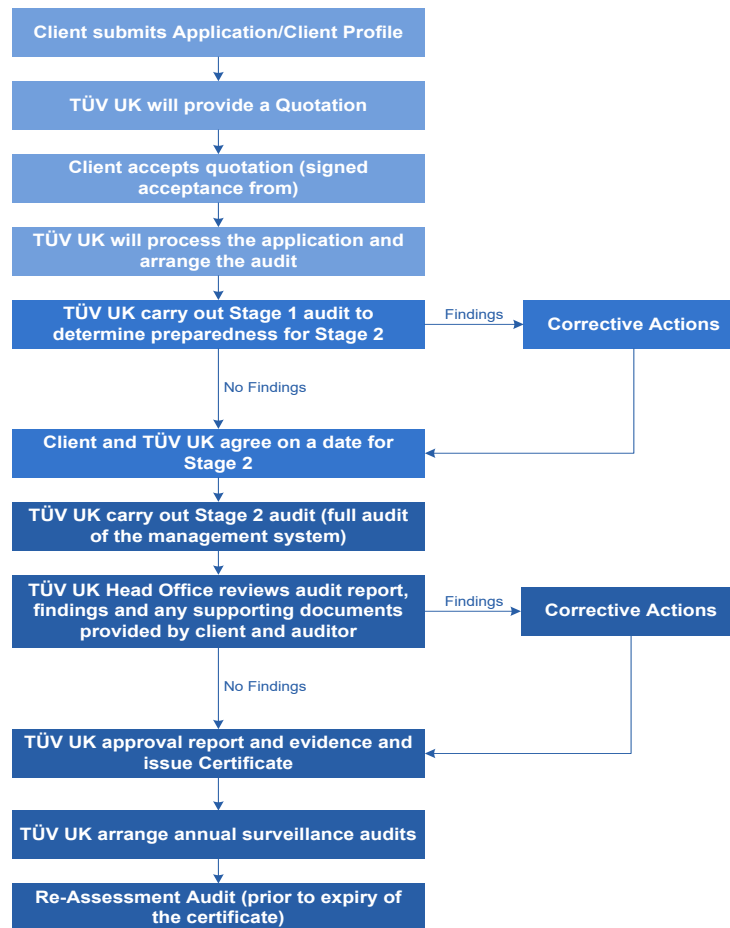 Client submits Application/Client Profile
TÜV UK will provide a Quotation
Client accepts quotation (signed
acceptance from)
TÜV UK will process the application and
arrange the audit
TÜV UK carry out Stage 1 audit to
determine preparedness for Stage 2
Findings
Corrective Actions
No Findings
Client and TÜV UK agree on a date for
Stage 2
TÜV UK carry out Stage 2 audit (full audit
of the management system)
TÜV UK Head Office reviews audit report,
findings and any supporting documents
provided by client and auditor
Findings
Corrective Actions
No Findings
TÜV UK approval report and evidence and
issue Certificate
TÜV UK arrange annual surveillance audits
Re-Assessment Audit (prior to expiry of
the certificate)